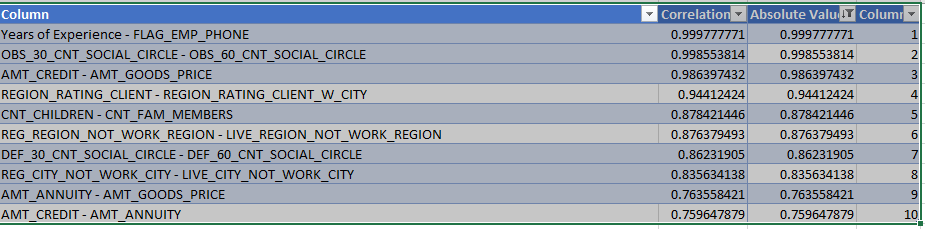 Column Correlation Absolute Valu Column
Years of Experience - FLAG_EMP_PHONE 0.999777771 0.999777771 1
OBS_30_CNT_SOCIAL_CIRCLE - OBS_60_CNT_SOCIAL_CIRCLE 0.998553814 0.998553814 2
AMT_CREDIT - AMT_GOODS_PRICE 0.986397432 0.986397432 3
REGION_RATING_CLIENT - REGION_RATING_CLIENT_W_CITY 0.94412424 0.94412424 4
CNT_CHILDREN - CNT_FAM_MEMBERS 0.878421446 0.878421446 5
REG_REGION_NOT_WORK_REGION - LIVE_REGION_NOT_WORK_REGION 0.876379493 0.876379493 6
DEF_30_CNT_SOCIAL_CIRCLE - DEF_60_CNT_SOCIAL_CIRCLE 0.86231905 0.86231905 7
REG_CITY_NOT_WORK_CITY - LIVE_CITY_NOT_WORK_CITY 0.835634138 0.835634138 8
AMT_ANNUITY - AMT_GOODS_PRICE 0.763558421 0.763558421 9
AMT_CREDIT - AMT_ANNUITY 0.759647879 0.759647879 10